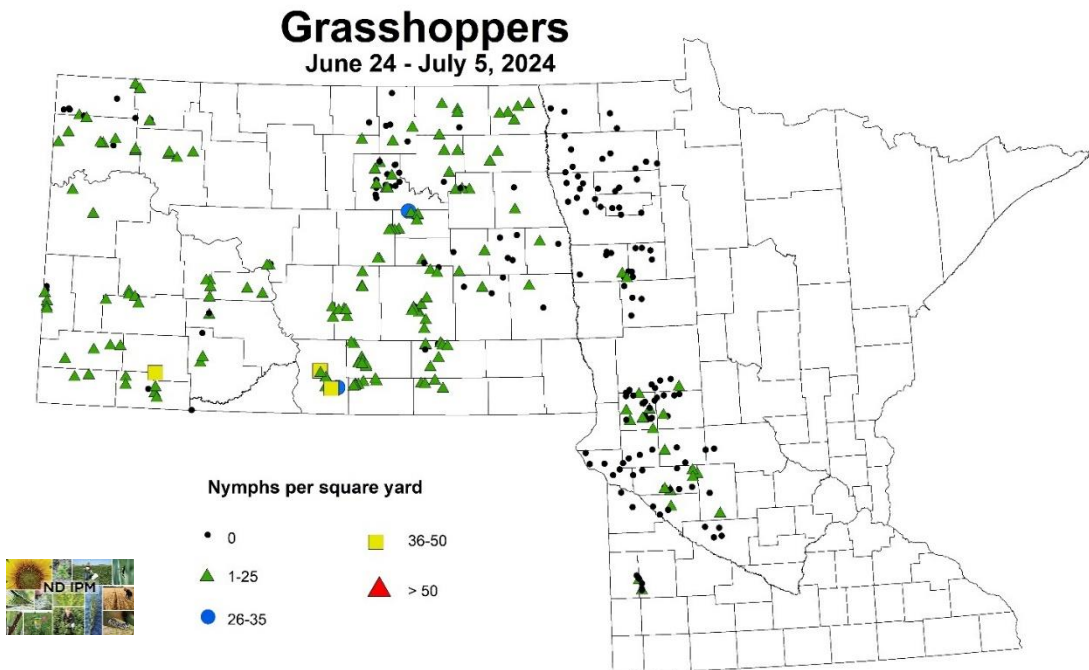 Grasshoppers
June 24 - July 5, 2024
Nymphs per square yard
0
1-25
26-35
36-50
> 50
ND IPM